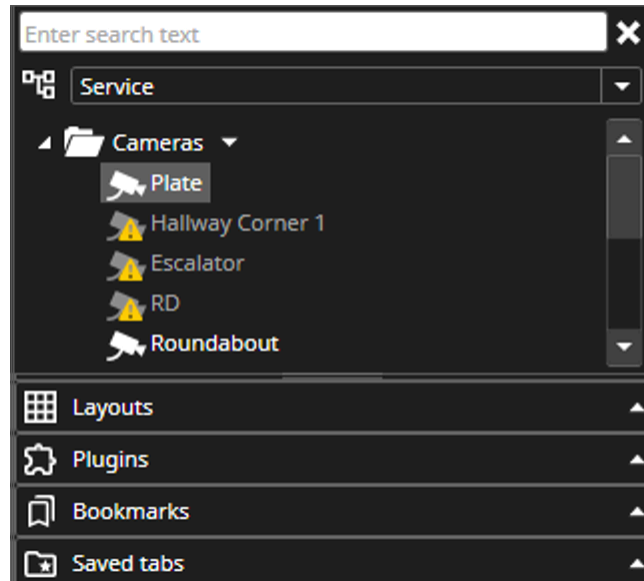 Enter search text
Service
Cameras
Plate
Hallway Corner 1
Escalator
RD
Roundabout
Layouts
Plugins
Bookmarks
Saved tabs